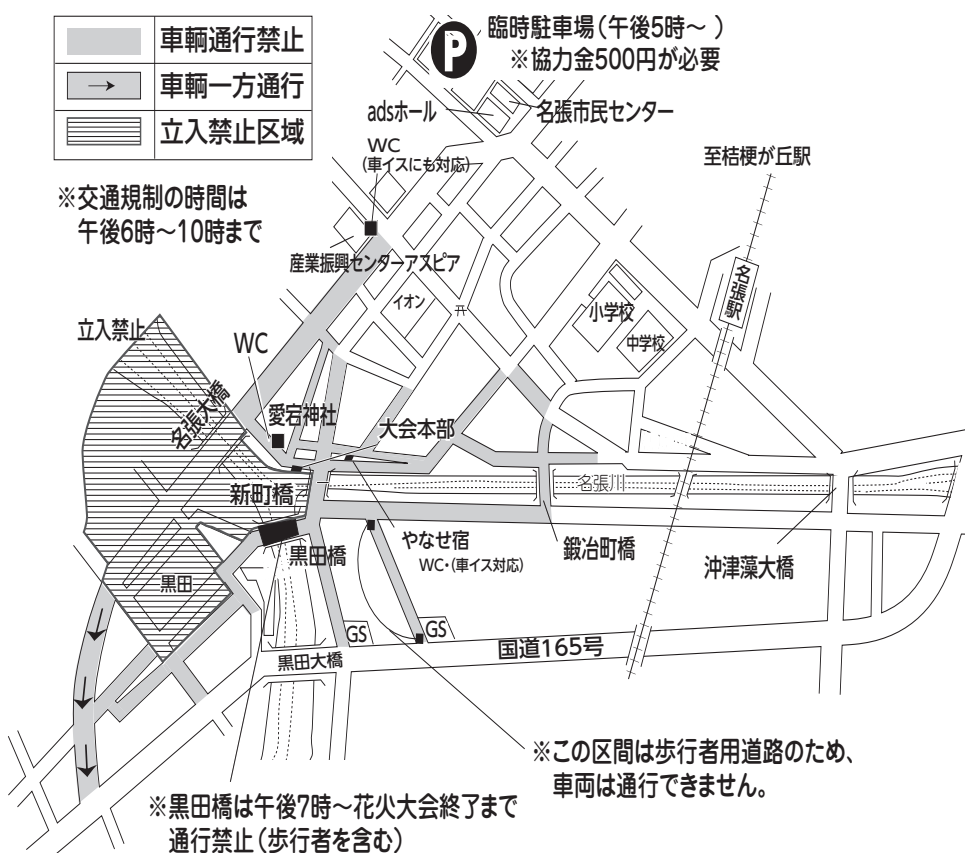 車輌通行禁止
車輌一方通行
立入禁止区域
※交通規制の時間は
午後6時～10時まで
P
臨時駐車場(午後5時～ )
※協力金500円が必要
adsホール
名張市民センター
WC
(車イスにも対応)
至桔梗が丘駅
産業振興センターアスピア
イオン
小学校
中学校
名張駅
立入禁止
WC
名張大橋
愛宕神社
大会本部
新町橋
名張川
黒田橋
やなせ宿
WC・(車イス対応)
鍛冶町橋
沖津藻大橋
黒田
GS
GS
国道165号
黒田大橋
※この区間は歩行者用道路のため、
車両は通行できません。
※黒田橋は午後7時～花火大会終了まで
通行禁止(歩行者を含む)